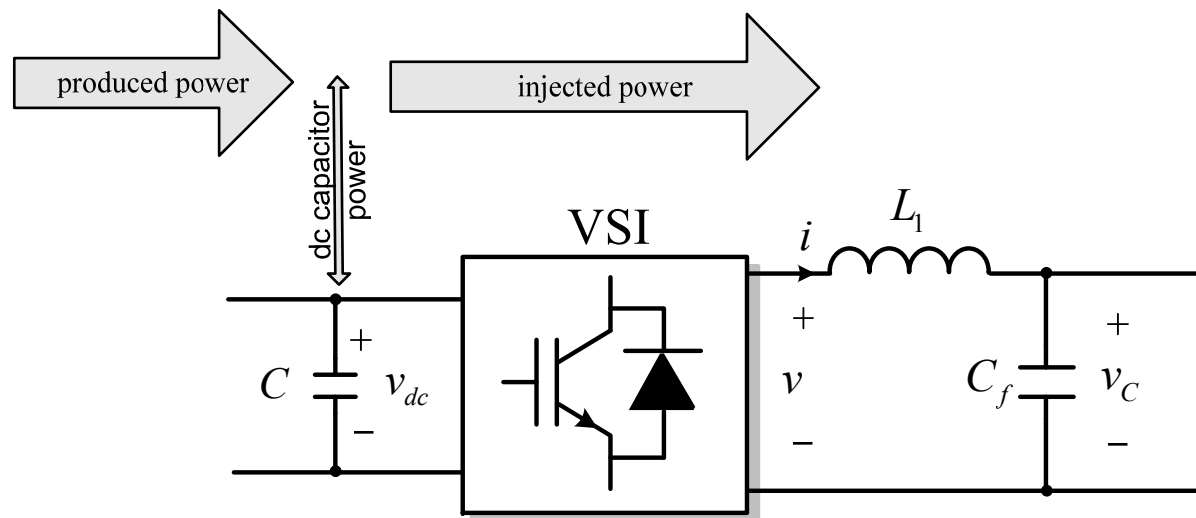 produced power
injected power
dc capacitor
power
VSI
i
L1
+
+
+
C
vdc
v
Cf
vC
−
−
−